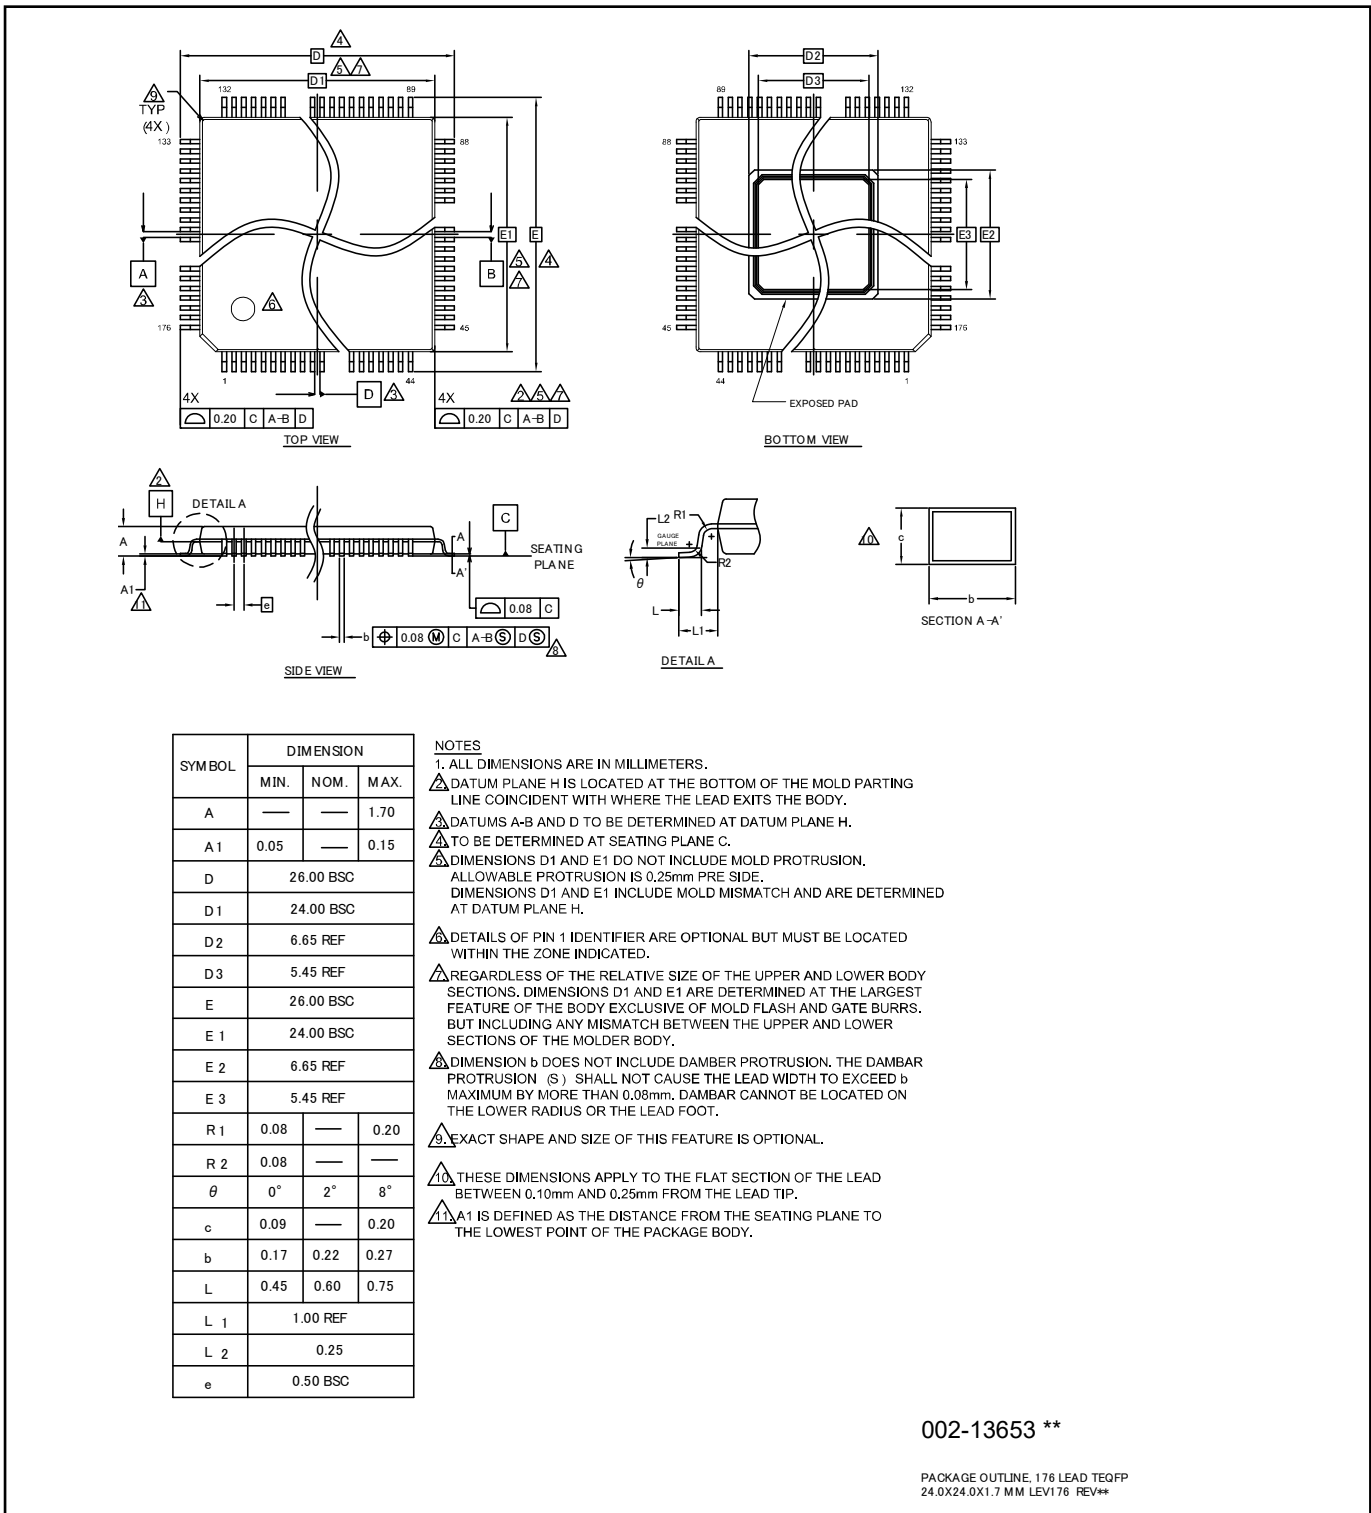 D
4
D1
5 7
132
89
9
TYP
(4X)
133
88
A
3
E1
E
5
7
4
B
6
176
45
1
44
D
3
4X
0.20 C A-B D
4X
2 5 7
0.20 C A-B D
TOP VIEW
D2
D3
89
132
88
133
E3
E2
45
176
44
1
EXPOSED PAD
BOTTOM VIEW
2
H
DETAIL A
C
A
A
A'
SEATING
PLANE
A1
11
e
0.08 C
b 0.08 M C A-B S D S
8
SIDE VIEW
L2
R1
GAUGE
PLANE
R2
θ
L
L1
DETAIL A
10
c
b
SECTION A-A'
SYMBOL DIMENSION
MIN. NOM. MAX.
A — — 1.70
A1 0.05 — 0.15
D 26.00 BSC
D1 24.00 BSC
D2 6.65 REF
D3 5.45 REF
E 26.00 BSC
E1 24.00 BSC
E2 6.65 REF
E3 5.45 REF
R1 0.08 — 0.20
R2 0.08 — —
θ 0° 2° 8°
c 0.09 — 0.20
b 0.17 0.22 0.27
L 0.45 0.60 0.75
L 1 1.00 REF
L 2 0.25
e 0.50 BSC
NOTES
1. ALL DIMENSIONS ARE IN MILLIMETERS.
2. DATUM PLANE H IS LOCATED AT THE BOTTOM OF THE MOLD PARTING
LINE COINCIDENT WITH WHERE THE LEAD EXITS THE BODY.
3. DATUMS A-B AND D TO BE DETERMINED AT DATUM PLANE H.
4. TO BE DETERMINED AT SEATING PLANE C.
5. DIMENSIONS D1 AND E1 DO NOT INCLUDE MOLD PROTRUSION.
ALLOWABLE PROTRUSION IS 0.25mm PRE SIDE.
DIMENSIONS D1 AND E1 INCLUDE MOLD MISMATCH AND ARE DETERMINED
AT DATUM PLANE H.
6. DETAILS OF PIN 1 IDENTIFIER ARE OPTIONAL BUT MUST BE LOCATED
WITHIN THE ZONE INDICATED.
7. REGARDLESS OF THE RELATIVE SIZE OF THE UPPER AND LOWER BODY
SECTIONS. DIMENSIONS D1 AND E1 ARE DETERMINED AT THE LARGEST
FEATURE OF THE BODY EXCLUSIVE OF MOLD FLASH AND GATE BURRS.
BUT INCLUDING ANY MISMATCH BETWEEN THE UPPER AND LOWER
SECTIONS OF THE MOLDER BODY.
8. DIMENSION b DOES NOT INCLUDE DAMBER PROTRUSION. THE DAMBAR
PROTRUSION (S) SHALL NOT CAUSE THE LEAD WIDTH TO EXCEED b
MAXIMUM BY MORE THAN 0.08mm. DAMBAR CANNOT BE LOCATED ON
THE LOWER RADIUS OR THE LEAD FOOT.
9. EXACT SHAPE AND SIZE OF THIS FEATURE IS OPTIONAL.
10. THESE DIMENSIONS APPLY TO THE FLAT SECTION OF THE LEAD
BETWEEN 0.10mm AND 0.25mm FROM THE LEAD TIP.
11. A1 IS DEFINED AS THE DISTANCE FROM THE SEATING PLANE TO
THE LOWEST POINT OF THE PACKAGE BODY.
002-13653 **
PACKAGE OUTLINE, 176 LEAD TEQFP
24.0X24.0X1.7 MM LEV176 REV**